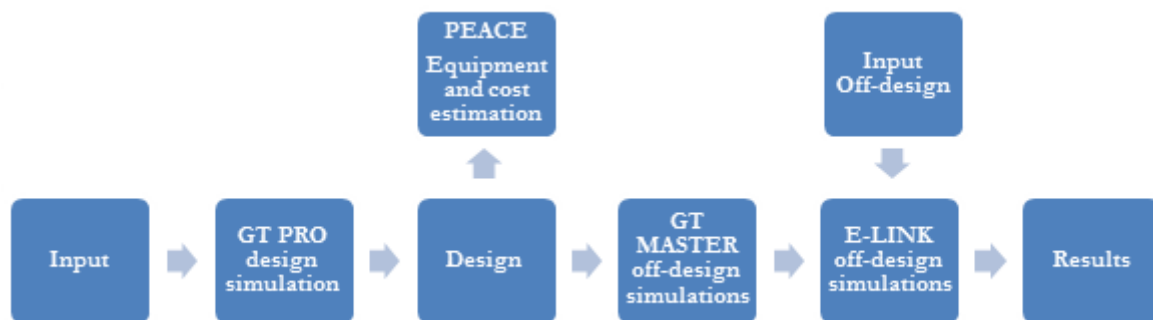 PEACE
Equipment
and cost
estimation
Input
Off-design
Input
GT PRO
design
simulation
Design
GT
MASTER
off-design
simulations
E-LINK
off-design
simulations
Results